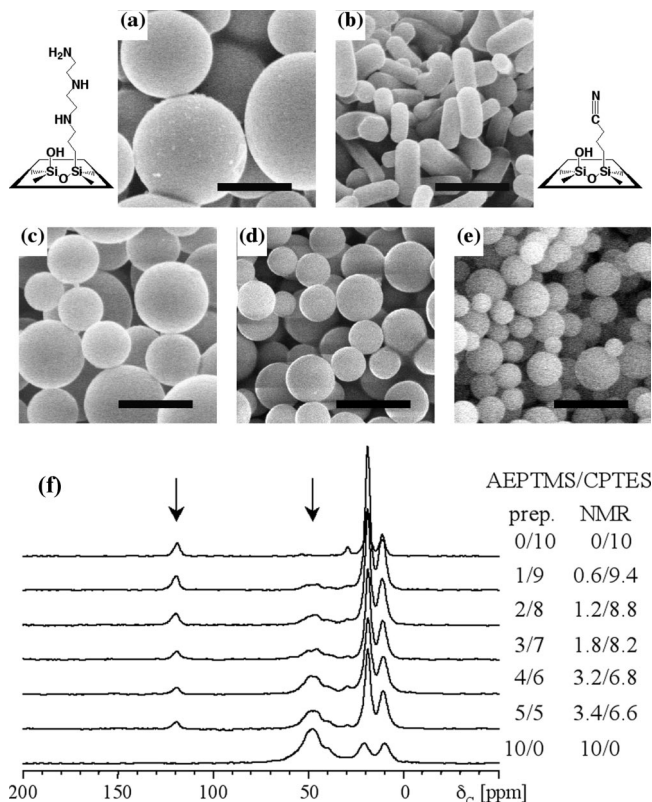 (a)
(b)
H₂N
NH
HN
OH
Si
O
Si
N
C
OH
Si
O
Si
(c)
(d)
(e)
(f)
AEPTMS/CPTES
prep. NMR
0/10 0/10
1/9 0.6/9.4
2/8 1.2/8.8
3/7 1.8/8.2
4/6 3.2/6.8
5/5 3.4/6.6
10/0 10/0
200 150 100 50 0
δC [ppm]